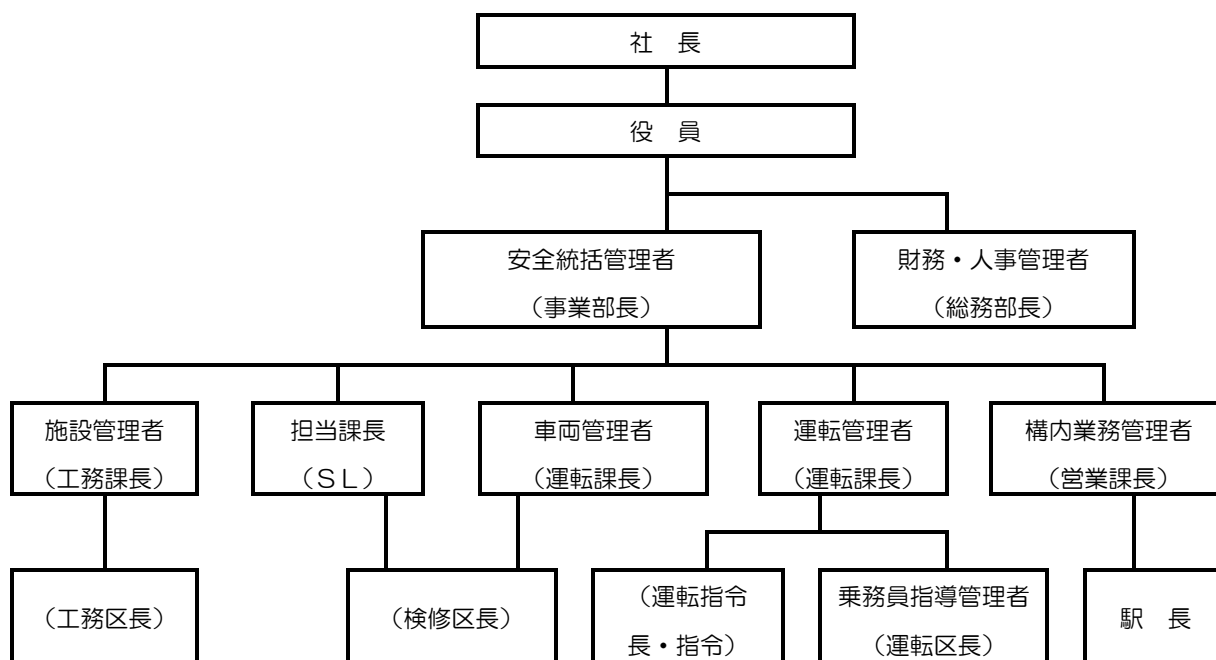 社　長
役　員
安全統括管理者
（事業部長）
財務・人事管理者
（総務部長）
施設管理者
（工務課長）
担当課長
（ＳＬ）
車両管理者
（運転課長）
運転管理者
（運転課長）
構内業務管理者
（営業課長）
（工務区長）
（検修区長）
（運転指令
長・指令）
乗務員指導管理者
（運転区長）
駅　長